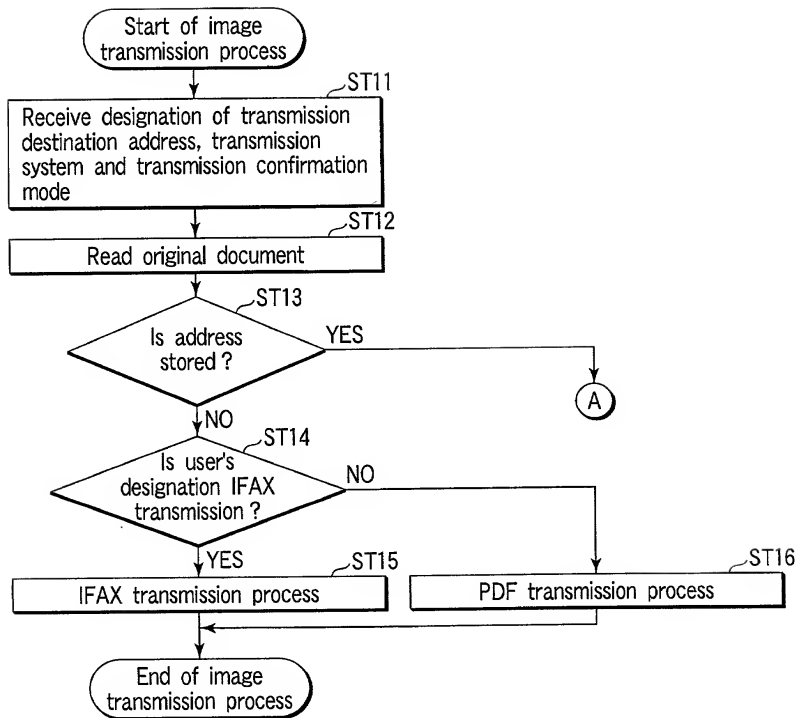 Start of image
transmission process
ST11
Receive designation of transmission
destination address, transmission
system and transmission confirmation
mode
ST12
Read original document
ST13
Is address
stored ?
YES
A
NO
ST14
Is user's
designation IFAX
transmission ?
NO
YES
ST15
IFAX transmission process
ST16
PDF transmission process
End of image
transmission process